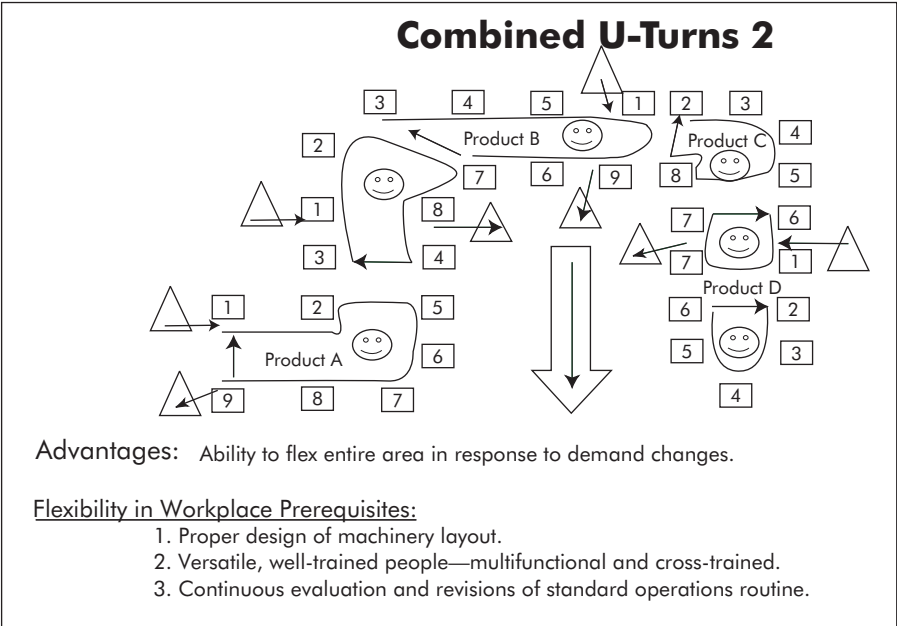 Combined U-Turns 2
3 4 5 1 2 3
2 Product B Product C 4
7 6 9 8 5
1 8 7 6
3 4 7 1
Product D
1 2 5 6 2
Product A 6 5 3
9 8 7 4
Advantages: Ability to flex entire area in response to demand changes.
Flexibility in Workplace Prerequisites:
1. Proper design of machinery layout.
2. Versatile, well-trained people—multifunctional and cross-trained.
3. Continuous evaluation and revisions of standard operations routine.